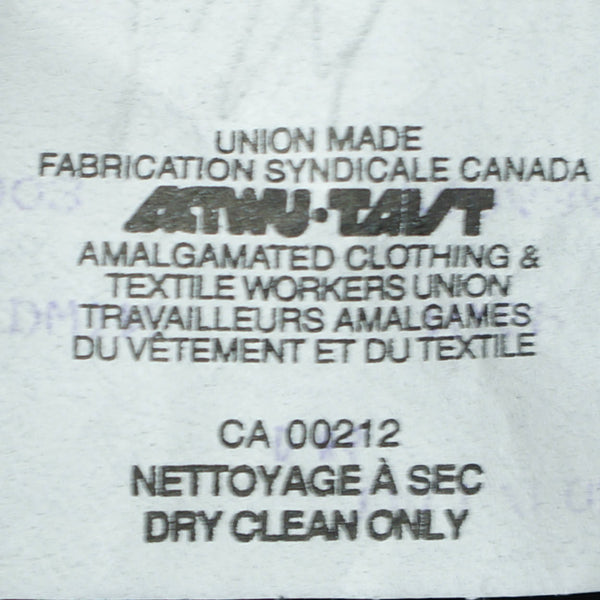 UNION MADE
FABRICATION SYNDICALE CANADA
ACTWU·TAVT
AMALGAMATED CLOTHING &
TEXTILE WORKERS UNION
TRAVAILLEURS AMALGAMES
DU VÊTEMENT ET DU TEXTILE
CA 00212
NETTOYAGE À SEC
DRY CLEAN ONLY